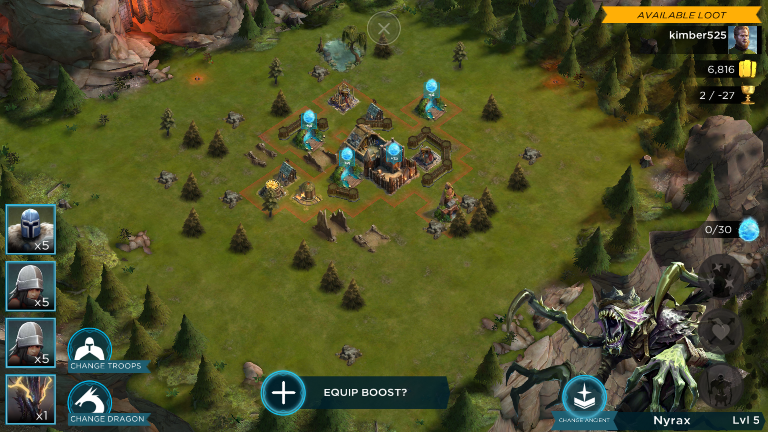 AVAILABLE LOOT
kimber525
6,816
2 / -27
x5
0/30
x5
x5
CHANGE TROOPS
x1
CHANGE DRAGON
EQUIP BOOST?
CHANGE ANCIENT
Nyrax Lvl 5